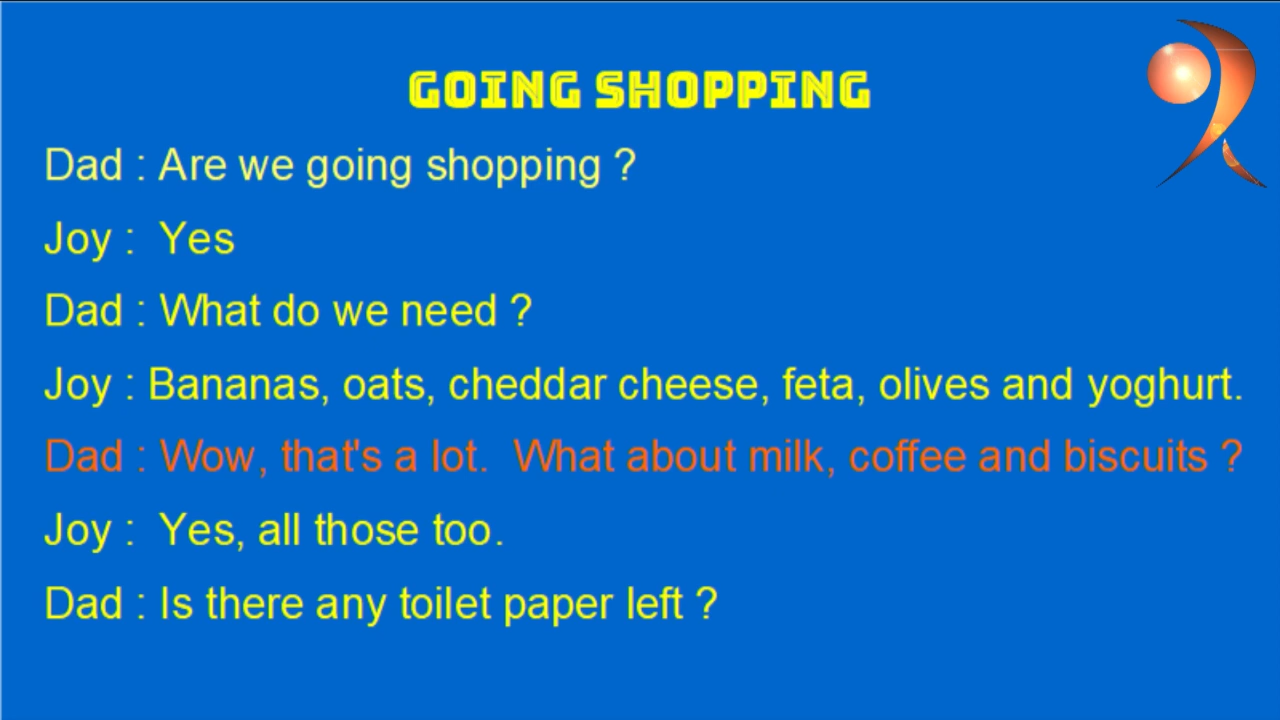 GOING SHOPPING
Dad : Are we going shopping ?
Joy :  Yes
Dad : What do we need ?
Joy : Bananas, oats, cheddar cheese, feta, olives and yoghurt.
Dad : Wow, that's a lot.  What about milk, coffee and biscuits ?
Joy :  Yes, all those too.
Dad : Is there any toilet paper left ?